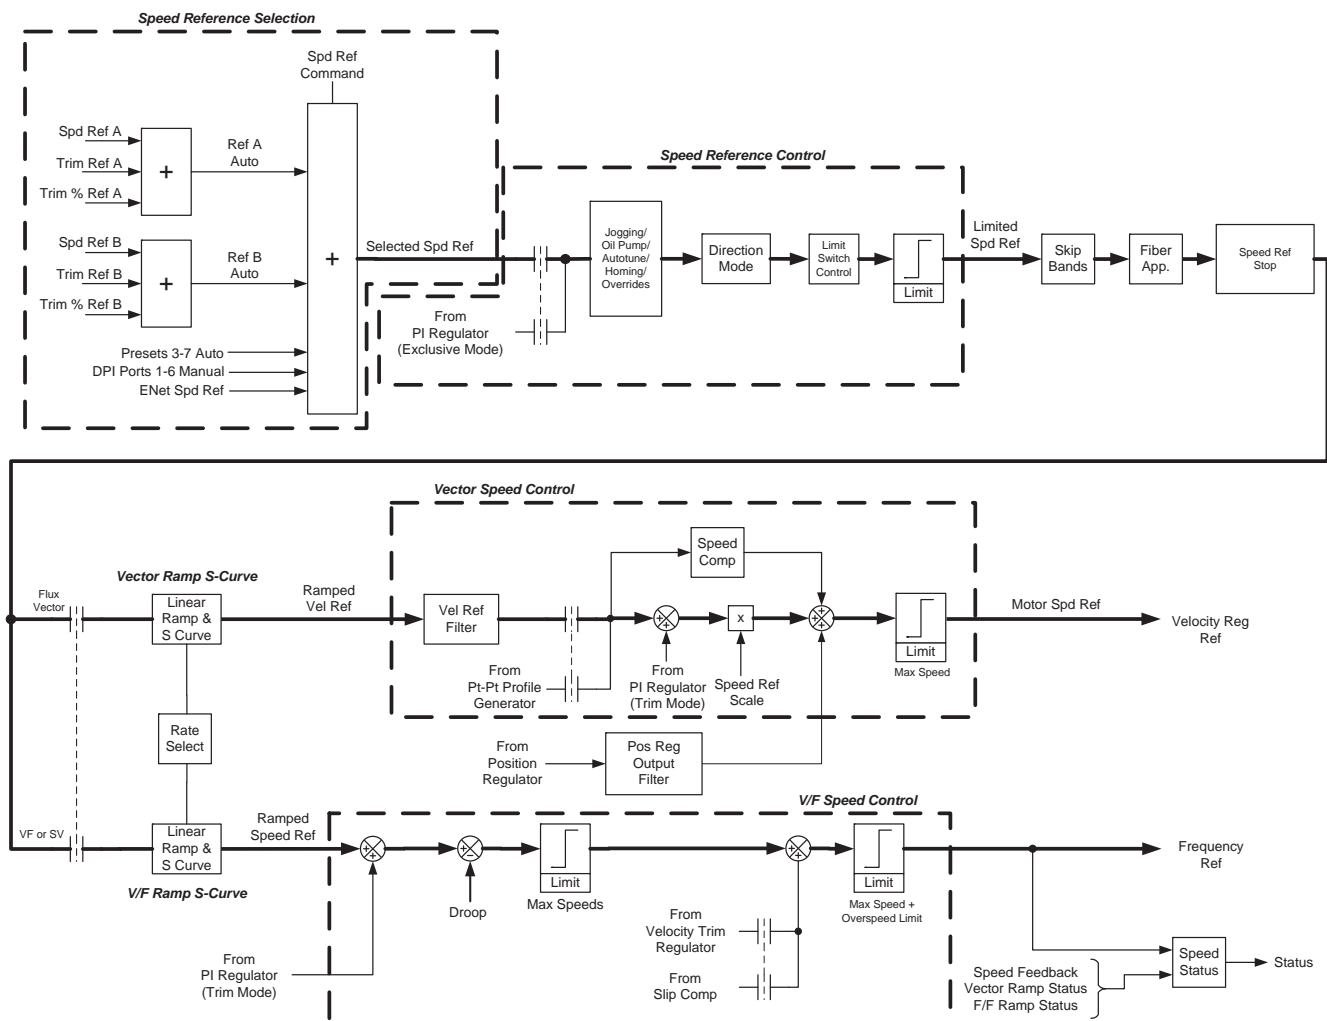 Speed Reference Selection
Spd Ref
Command
Spd Ref A
Trim Ref A
Trim % Ref A
+
Ref A
Auto
Spd Ref B
Trim Ref B
Trim % Ref B
+
Ref B
Auto
Presets 3-7 Auto
DPI Ports 1-6 Manual
ENet Spd Ref
+
Selected Spd Ref
Speed Reference Control
From
PI Regulator
(Exclusive Mode)
Jogging/
Oil Pump/
Autotune/
Homing/
Overrides
Direction
Mode
Limit
Switch
Control
Limit
Limited
Spd Ref
Skip
Bands
Fiber
App.
Speed Ref
Stop
Vector Speed Control
Flux
Vector
Vector Ramp S-Curve
Linear
Ramp &
S Curve
Ramped
Vel Ref
Vel Ref
Filter
From
Pt-Pt Profile
Generator
Speed
Comp
+
+
From
PI Regulator
(Trim Mode)
x
Speed Ref
Scale
+
+
+
Limit
Max Speed
Motor Spd Ref
Velocity Reg
Ref
Rate
Select
From
Position
Regulator
Pos Reg
Output
Filter
V/F Speed Control
VF or SV
Linear
Ramp &
S Curve
V/F Ramp S-Curve
Ramped
Speed Ref
+
+
From
PI Regulator
(Trim Mode)
+
−
Droop
Limit
Max Speeds
+
+
From
Velocity Trim
Regulator
From
Slip Comp
Limit
Max Speed +
Overspeed Limit
Frequency
Ref
Speed Feedback
Vector Ramp Status
F/F Ramp Status
Speed
Status
Status